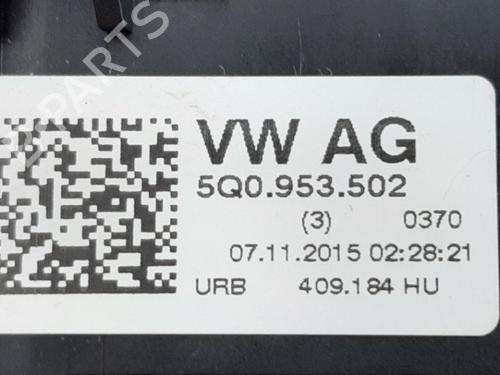 VW AG
5Q0.953.502
(3) 0370
07.11.2015 02:28:21
URB 409.184 HU